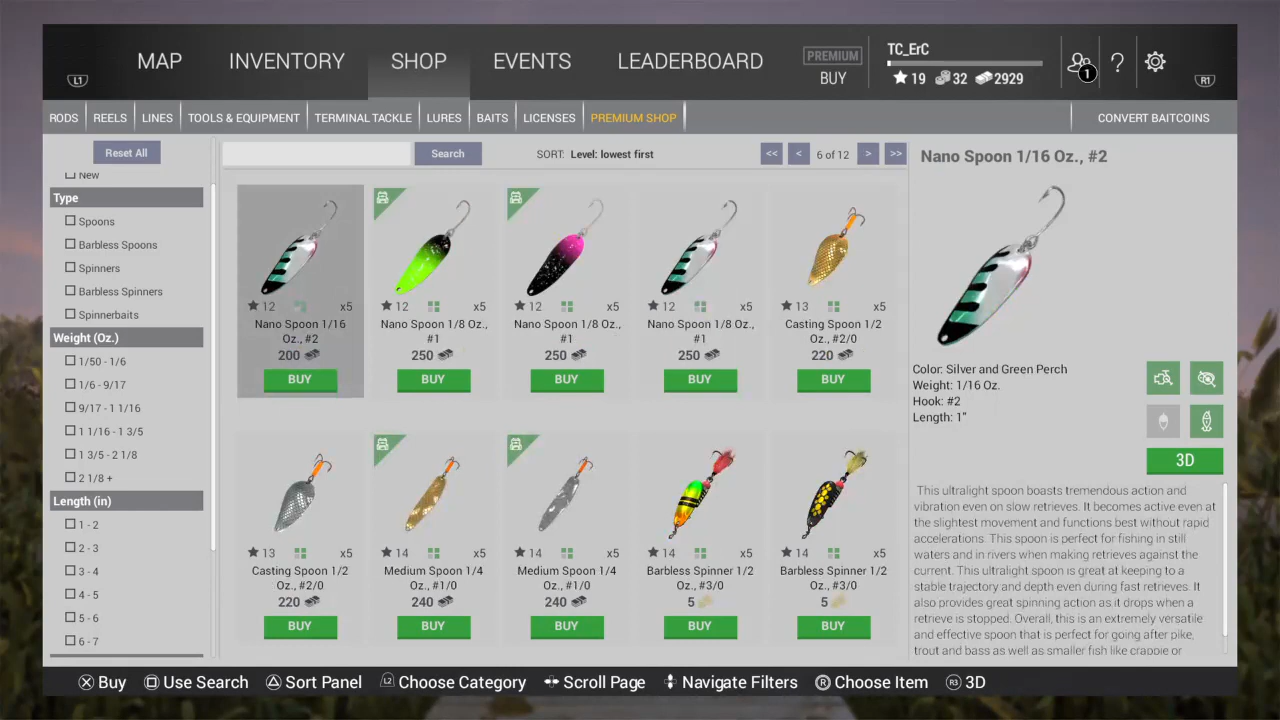 MAP
INVENTORY
SHOP
EVENTS
LEADERBOARD
PREMIUM
BUY
TC_ErC
19 32 2929
1
?
L1
R1
RODS
REELS
LINES
TOOLS & EQUIPMENT
TERMINAL TACKLE
LURES
BAITS
LICENSES
PREMIUM SHOP
CONVERT BAITCOINS
Reset All
Search
SORT: Level: lowest first
<< < 6 of 12 > >>
New
Type
Spoons
Barbless Spoons
Spinners
Barbless Spinners
Spinnerbaits
Weight (Oz.)
1/50 - 1/6
1/6 - 9/17
9/17 - 1 1/16
1 1/16 - 1 3/5
1 3/5 - 2 1/8
2 1/8 +
Length (in)
1 - 2
2 - 3
3 - 4
4 - 5
5 - 6
6 - 7
12 x5
Nano Spoon 1/16
Oz., #2
200
BUY
12 x5
Nano Spoon 1/8 Oz.,
#1
250
BUY
12 x5
Nano Spoon 1/8 Oz.,
#1
250
BUY
12 x5
Nano Spoon 1/8 Oz.,
#1
250
BUY
13 x5
Casting Spoon 1/2
Oz., #2/0
220
BUY
13 x5
Casting Spoon 1/2
Oz., #2/0
220
BUY
14 x5
Medium Spoon 1/4
Oz., #1/0
240
BUY
14 x5
Medium Spoon 1/4
Oz., #1/0
240
BUY
14 x5
Barbless Spinner 1/2
Oz., #3/0
5
BUY
14 x5
Barbless Spinner 1/2
Oz., #3/0
5
BUY
Nano Spoon 1/16 Oz., #2
Color: Silver and Green Perch
Weight: 1/16 Oz.
Hook: #2
Length: 1"
3D
This ultralight spoon boasts tremendous action and
vibration even on slow retrieves. It becomes active even at
the slightest movement and functions best without rapid
accelerations. This spoon is perfect for fishing in still
waters and in rivers when making retrieves against the
current. This ultralight spoon is great at keeping to a
stable trajectory and depth even during fast retrieves. It
also provides great spinning action as it drops when a
retrieve is stopped. Overall, this is an extremely versatile
and effective spoon that is perfect for going after pike,
trout and bass as well as smaller fish like crappie or
Buy
Use Search
Sort Panel
L2 Choose Category
Scroll Page
Navigate Filters
R Choose Item
R3 3D